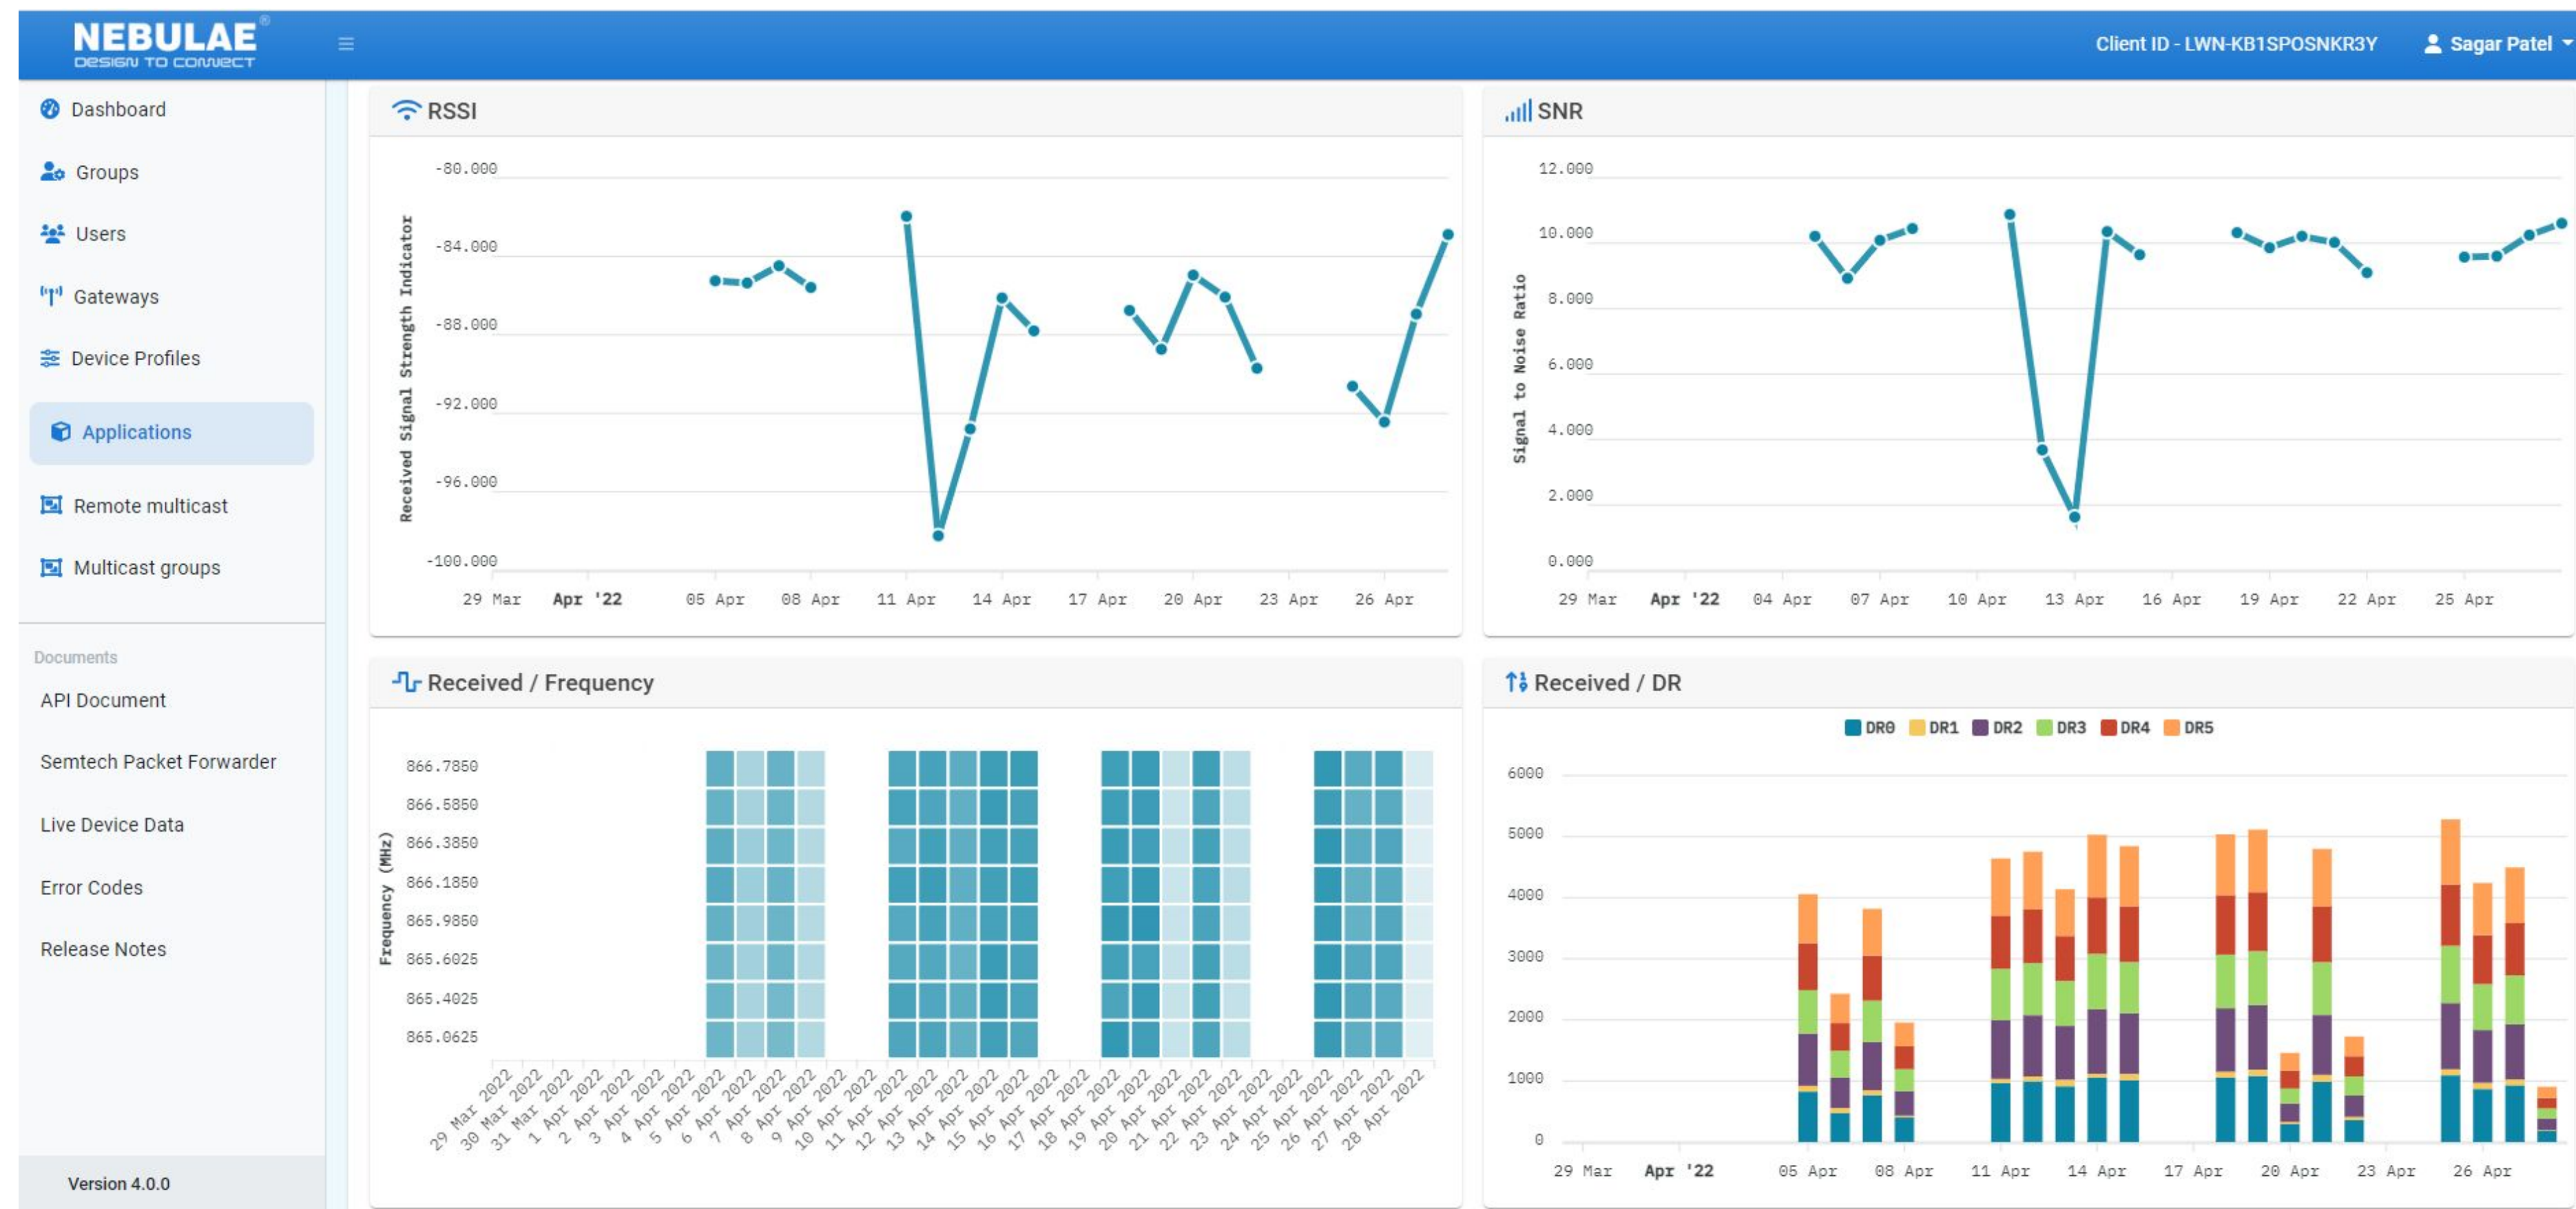 NEBULAE®
DESIGN TO CONNECT
Client ID - LWN-KB1SPOSNKR3Y
Sagar Patel
Dashboard
Groups
Users
Gateways
Device Profiles
Applications
Remote multicast
Multicast groups
Documents
API Document
Semtech Packet Forwarder
Live Device Data
Error Codes
Release Notes
Version 4.0.0
RSSI
Received Signal Strength Indicator
-80.000
-84.000
-88.000
-92.000
-96.000
-100.000
29 Mar Apr '22 05 Apr 08 Apr 11 Apr 14 Apr 17 Apr 20 Apr 23 Apr 26 Apr
SNR
Signal to Noise Ratio
12.000
10.000
8.000
6.000
4.000
2.000
0.000
29 Mar Apr '22 04 Apr 07 Apr 10 Apr 13 Apr 16 Apr 19 Apr 22 Apr 25 Apr
Received / Frequency
Frequency (MHz)
866.7850
866.5850
866.3850
866.1850
865.9850
865.6025
865.4025
865.0625
29 Mar 2022
30 Mar 2022
31 Mar 2022
1 Apr 2022
2 Apr 2022
3 Apr 2022
4 Apr 2022
5 Apr 2022
6 Apr 2022
7 Apr 2022
8 Apr 2022
9 Apr 2022
10 Apr 2022
11 Apr 2022
12 Apr 2022
13 Apr 2022
14 Apr 2022
15 Apr 2022
16 Apr 2022
17 Apr 2022
18 Apr 2022
19 Apr 2022
20 Apr 2022
21 Apr 2022
22 Apr 2022
23 Apr 2022
24 Apr 2022
25 Apr 2022
26 Apr 2022
27 Apr 2022
28 Apr 2022
Received / DR
DR0 DR1 DR2 DR3 DR4 DR5
6000
5000
4000
3000
2000
1000
0
29 Mar Apr '22 05 Apr 08 Apr 11 Apr 14 Apr 17 Apr 20 Apr 23 Apr 26 Apr